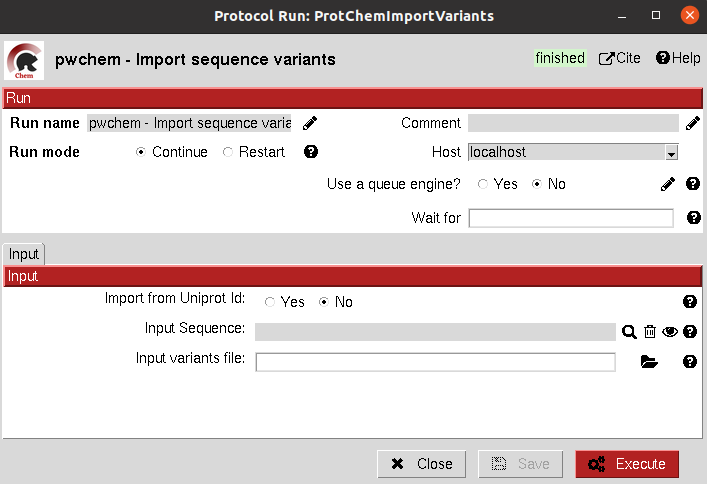 Protocol Run: ProtChemImportVariants
Chem
pwchem - Import sequence variants
finished
Cite
Help
Run
Run name
pwchem - Import sequence varia
Comment
Run mode
Continue
Restart
Host
localhost
Use a queue engine?
Yes
No
Wait for
Input
Input
Import from Uniprot Id:
Yes
No
Input Sequence:
Input variants file:
Close
Save
Execute